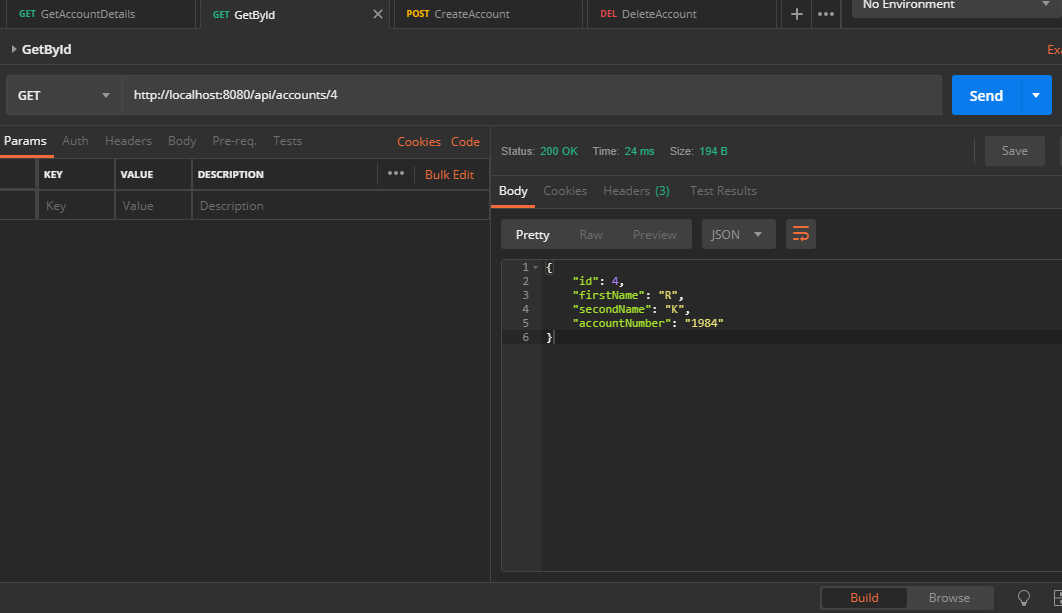 GET GetAccountDetails GET GetById POST CreateAccount DEL DeleteAccount No Environment
GetById
GET http://localhost:8080/api/accounts/4 Send
Params Auth Headers Body Pre-req. Tests Cookies Code
KEY VALUE DESCRIPTION Bulk Edit
Key Value Description
Status: 200 OK Time: 24 ms Size: 194 B Save
Body Cookies Headers (3) Test Results
Pretty Raw Preview JSON
1 {
2 "id": 4,
3 "firstName": "R",
4 "secondName": "K",
5 "accountNumber": "1984"
6 }
Build Browse